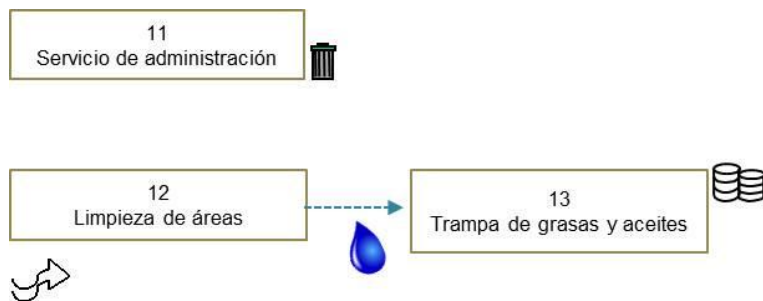 11
Servicio de administración
12
Limpieza de áreas
13
Trampa de grasas y aceites